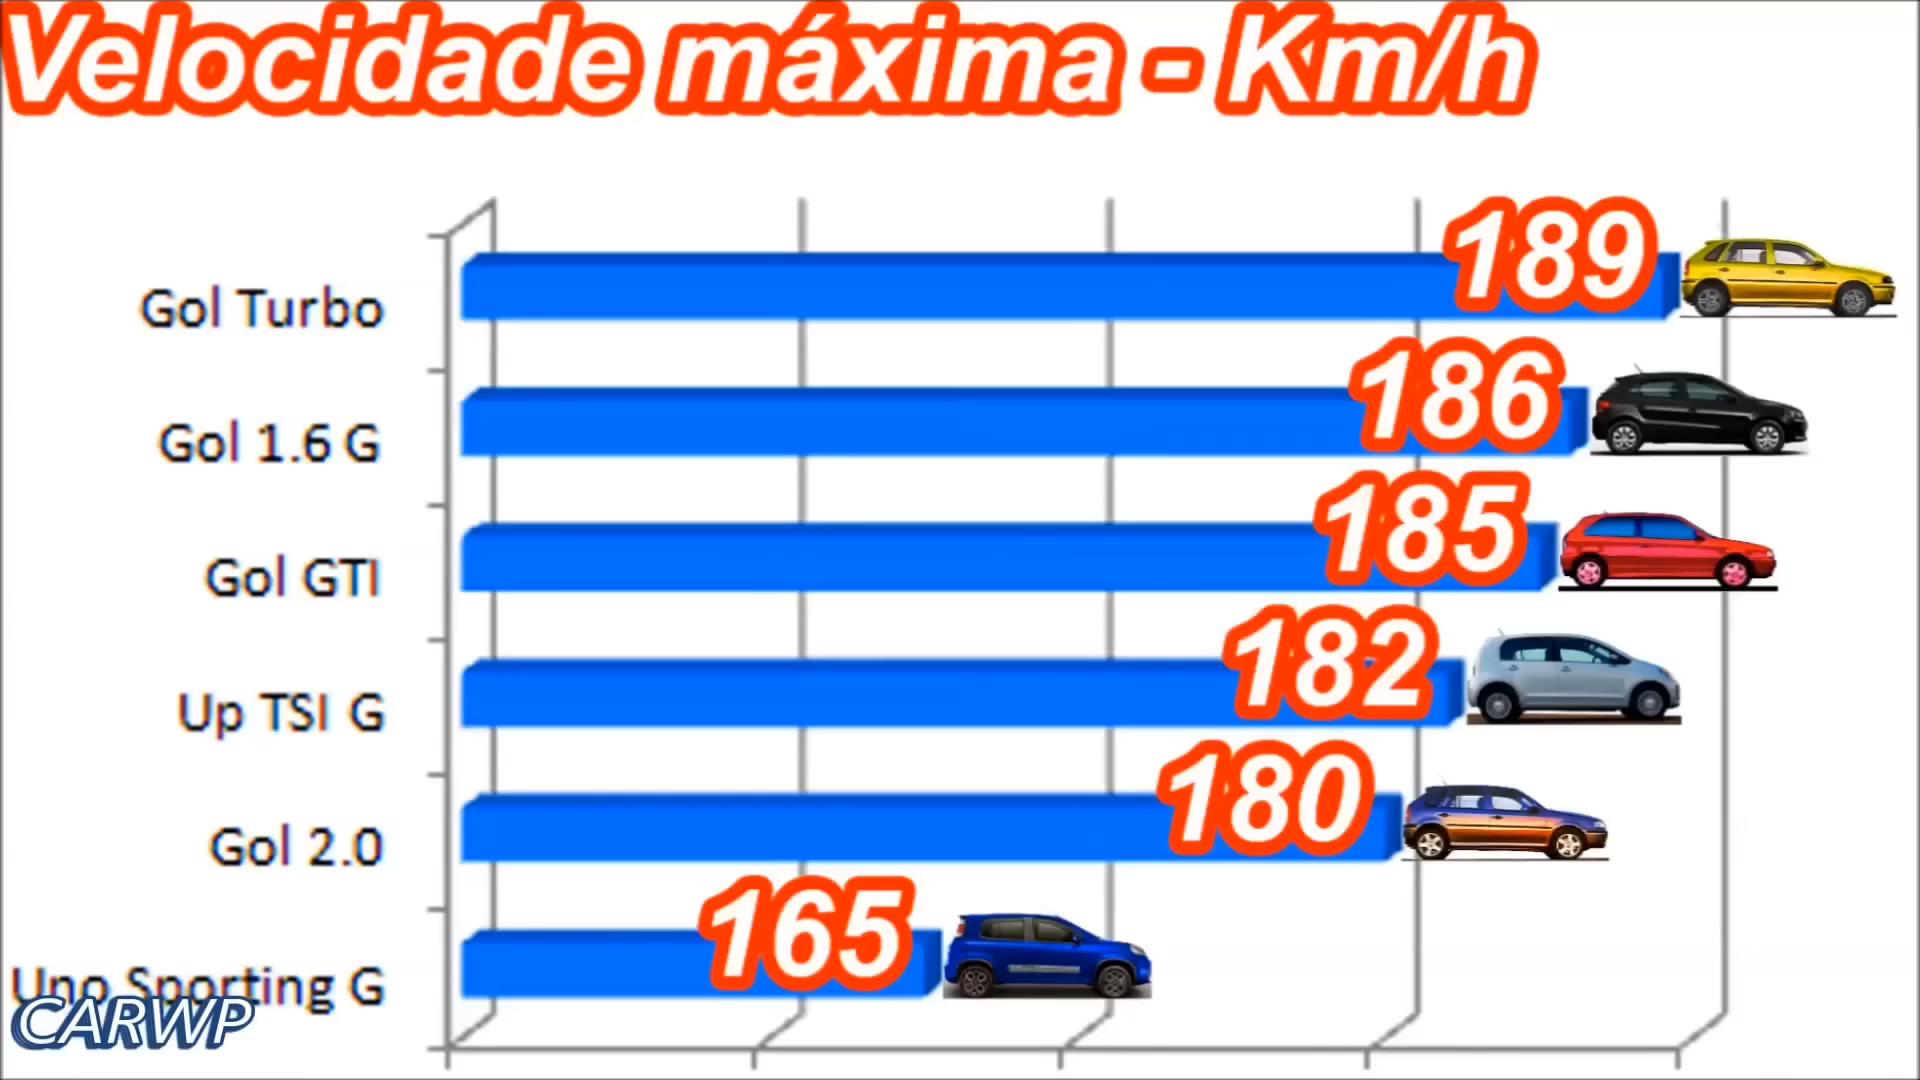 Velocidade máxima - Km/h
Gol Turbo 189
Gol 1.6 G 186
Gol GTI 185
Up TSI G 182
Gol 2.0 180
Uno Sporting G 165
CARWP